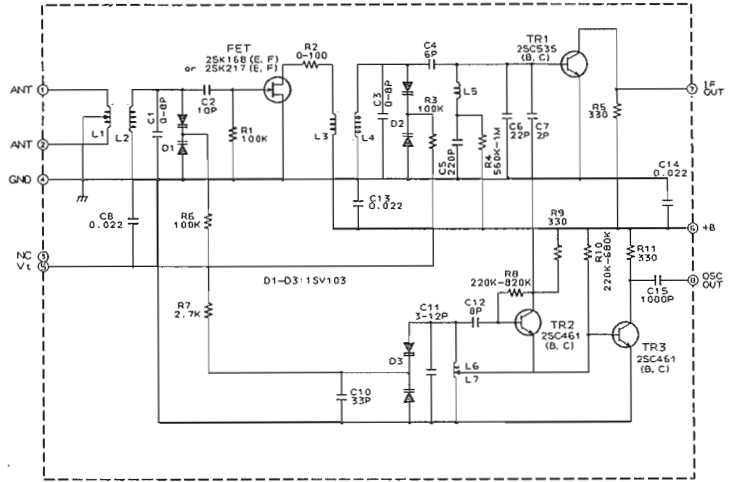 FET
2SK168(E, F)
or 2SK217(E, F)
R2
0-100
C4
6P
TR1
2SC535
(B, C)
ANT 1
L1
L2
C1
0-8P
D1
C2
10P
R1
100K
L3
L4
C3
0-8P
D2
R3
100K
L5
C5
220P
R4
560K-1M
C6
22P
C7
2P
R5
330
7 IF
OUT
ANT 2
GND 4
C8
0.022
R6
100K
C13
0.022
C14
0.022
6 +B
NC 3
Vt 5
D1-D3:1SV103
R9
330
R10
220K-680K
R11
330
8 OSC
OUT
C15
1000P
R7
2.7K
C11
3-12P
C12
8P
R8
220K-820K
TR2
2SC461
(B, C)
TR3
2SC461
(B, C)
D3
L6
L7
C10
33P